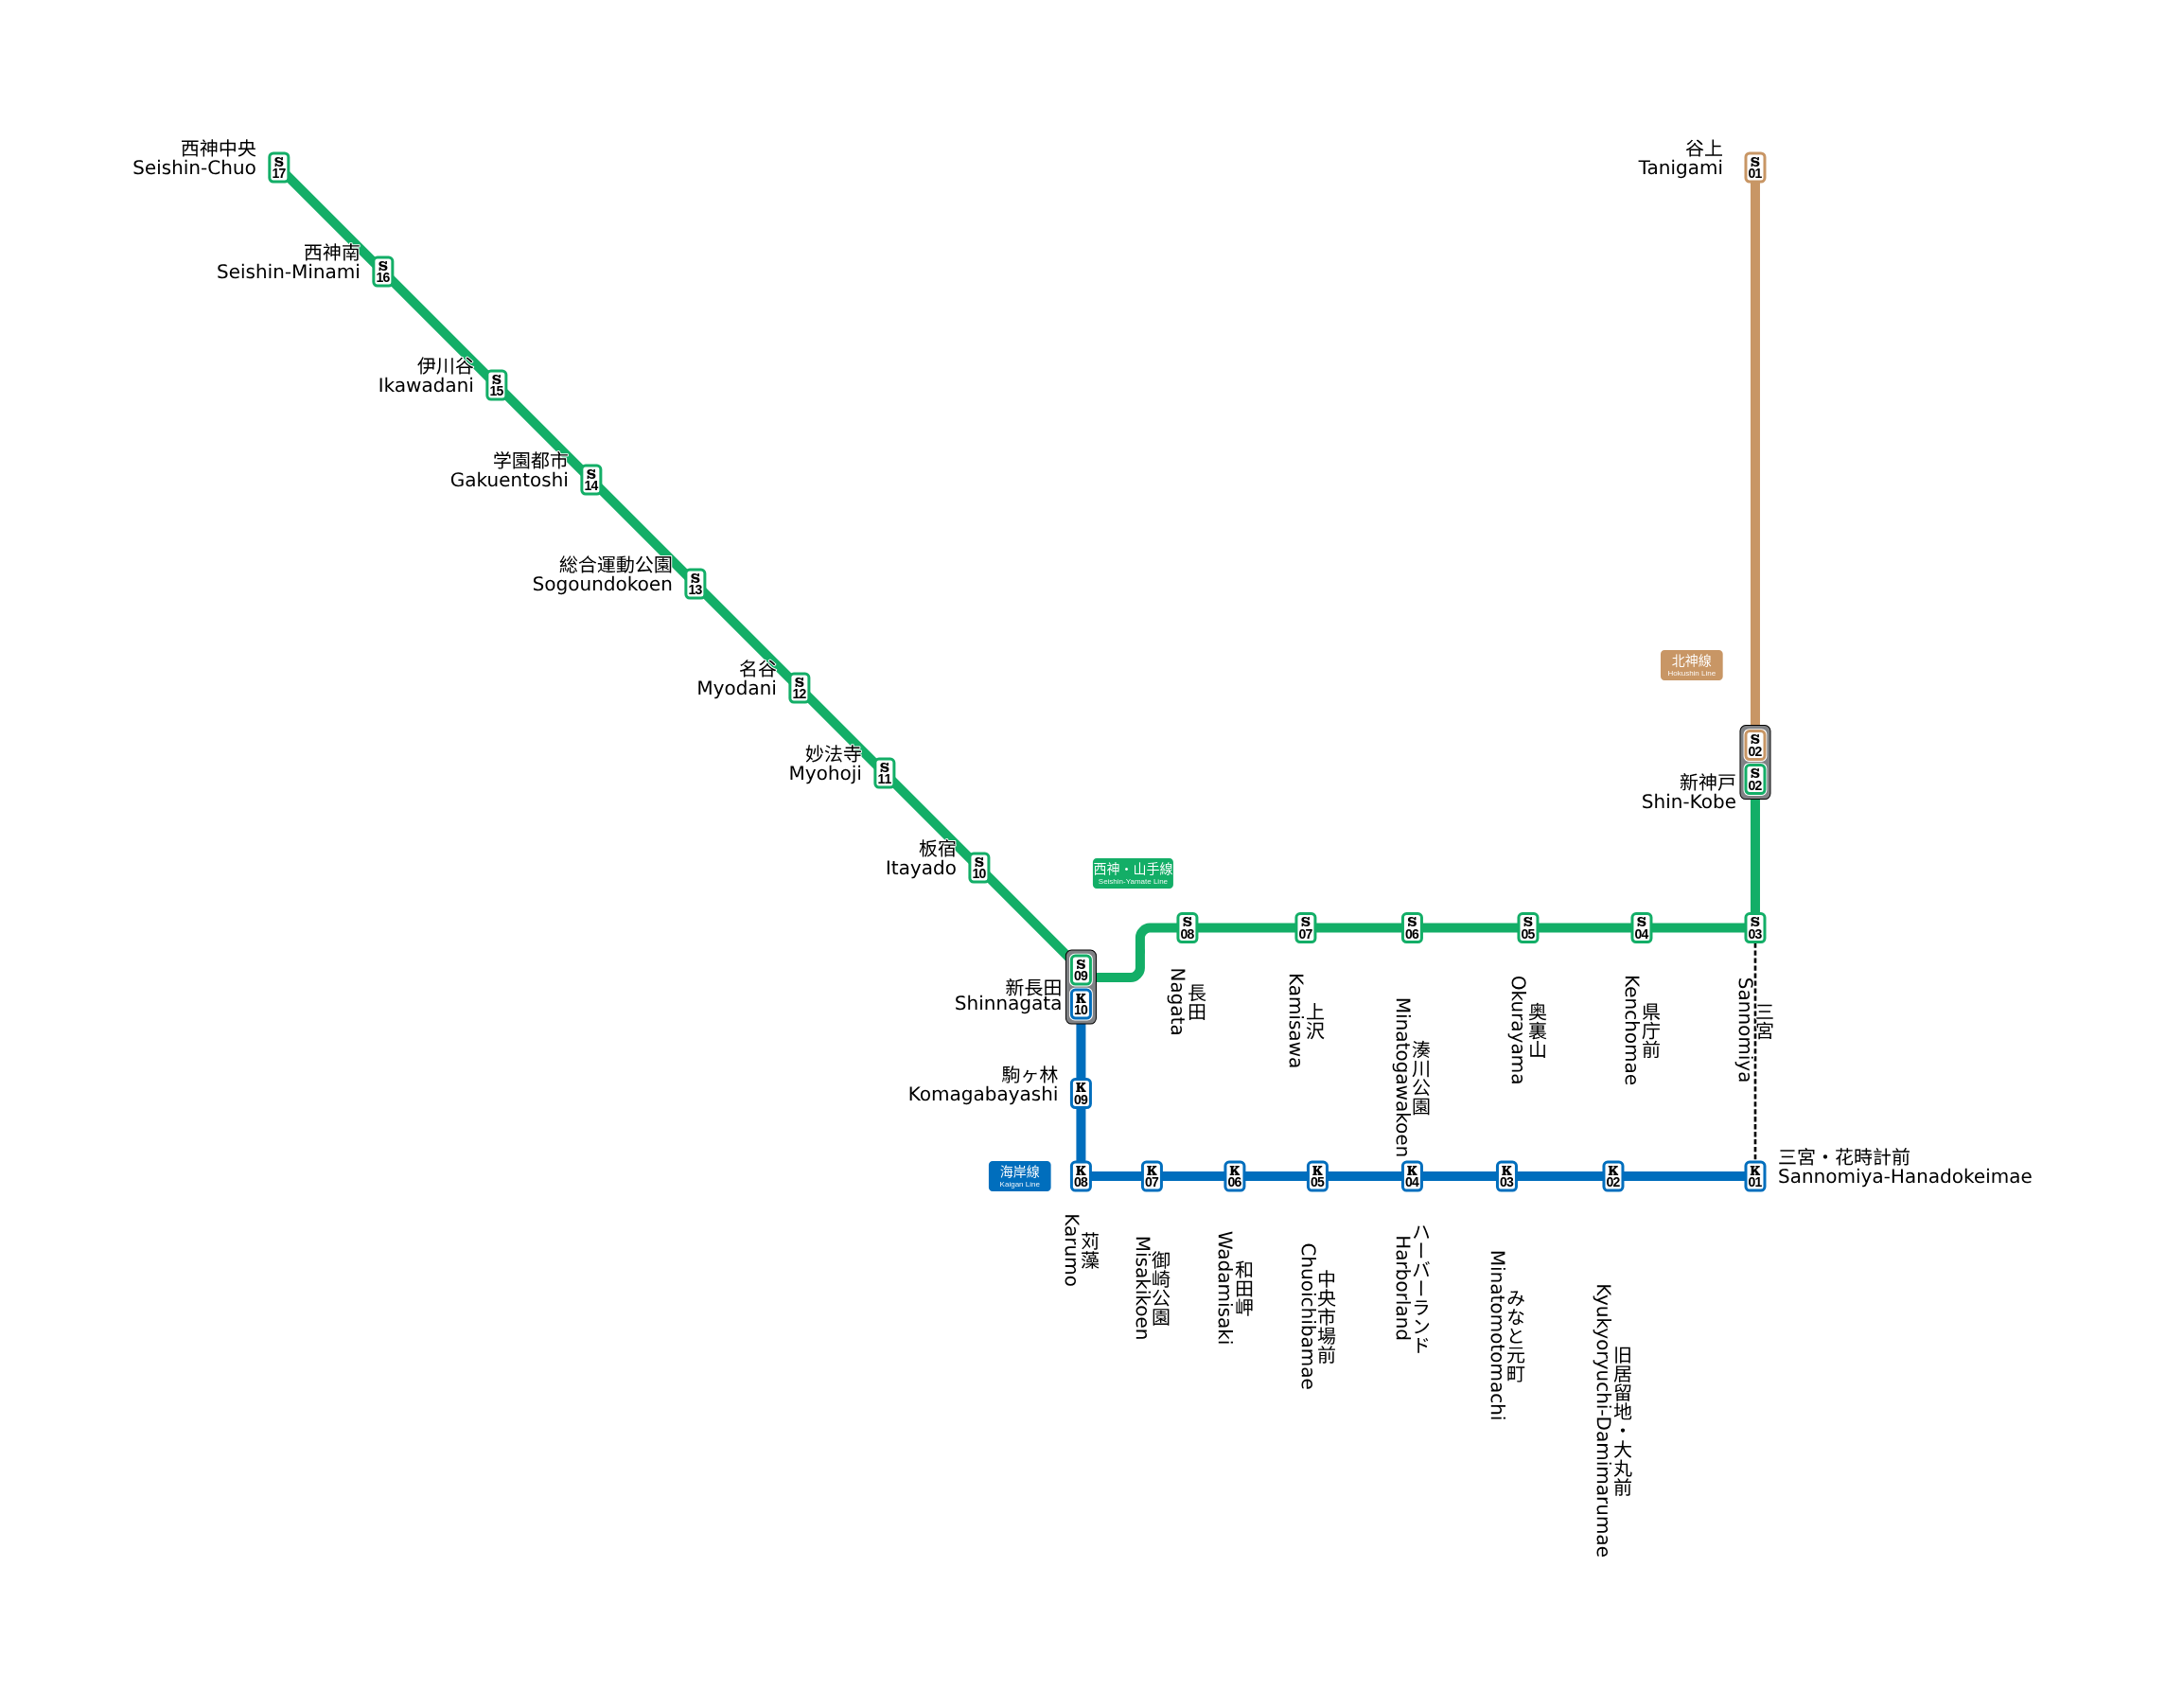 西神中央
Seishin-Chuo
S
17
谷上
Tanigami
S
01
西神南
Seishin-Minami
S
16
伊川谷
Ikawadani
S
15
学園都市
Gakuentoshi
S
14
総合運動公園
Sogoundokoen
S
13
名谷
Myodani
S
12
北神線
Hokushin Line
妙法寺
Myohoji
S
11
S
02
S
02
新神戸
Shin-Kobe
板宿
Itayado
S
10
西神・山手線
Seishin-Yamate Line
新長田
Shinnagata
S
09
K
10
S
08
長田
Nagata
S
07
上沢
Kamisawa
S
06
湊川公園
Minatogawakoen
S
05
奥裏山
Okurayama
S
04
県庁前
Kenchomae
S
03
三宮
Sannomiya
駒ヶ林
Komagabayashi
K
09
海岸線
Kaigan Line
K
08
苅藻
Karumo
K
07
御崎公園
Misakikoen
K
06
和田岬
Wadamisaki
K
05
中央市場前
Chuoichibamae
K
04
ハーバーランド
Harborland
K
03
みなと元町
Minatomotomachi
K
02
旧居留地・大丸前
Kyukyoryuchi-Damimarumae
K
01
三宮・花時計前
Sannomiya-Hanadokeimae